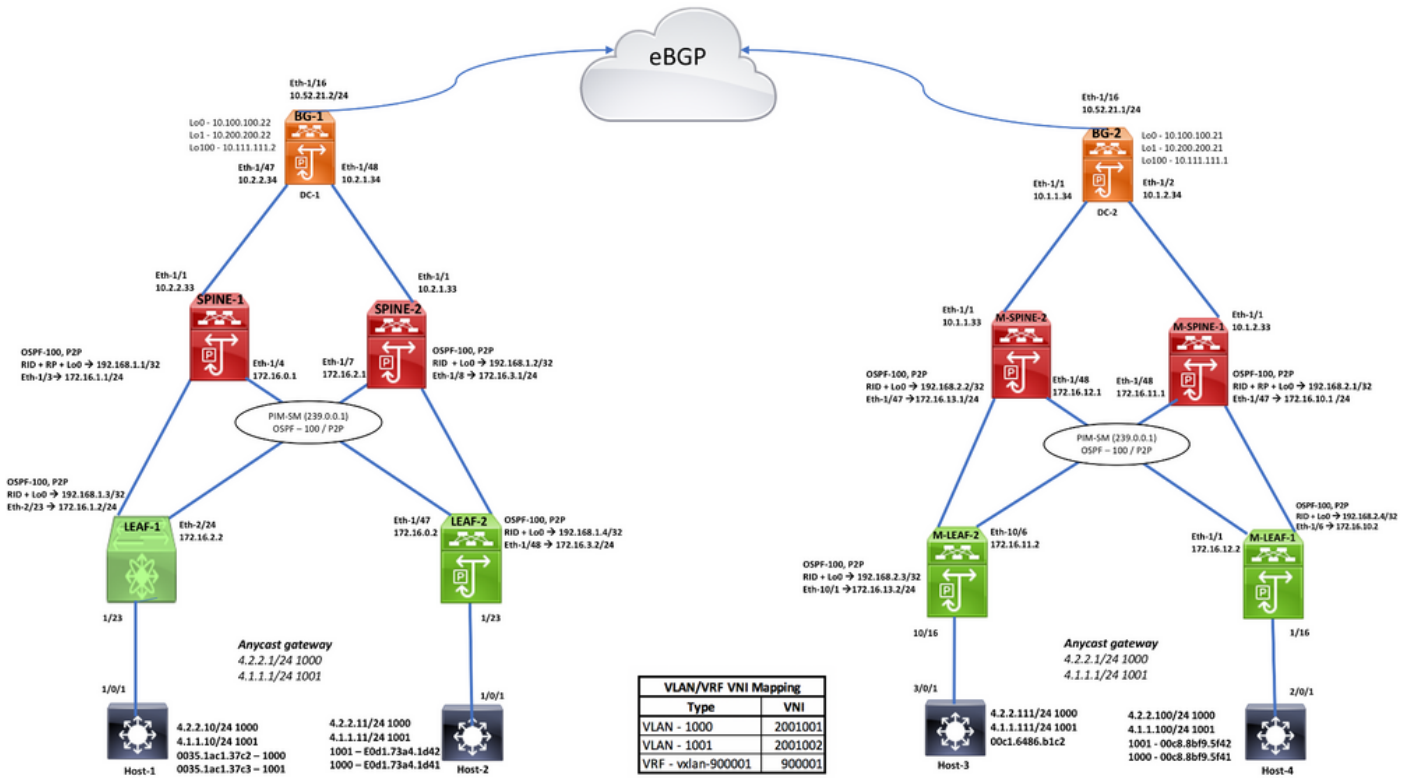 eBGP
Eth-1/16
10.52.21.2/24
BG-1
Lo0 - 10.100.100.22
Lo1 - 10.200.200.22
Lo100 - 10.111.111.2
Eth-1/47
10.2.2.34
Eth-1/48
10.2.1.34
DC-1
Eth-1/16
10.52.21.1/24
BG-2
Lo0 - 10.100.100.21
Lo1 - 10.200.200.21
Lo100 - 10.111.111.1
Eth-1/1
10.1.1.34
Eth-1/2
10.1.2.34
DC-2
Eth-1/1
10.2.2.33
SPINE-1
Eth-1/1
10.2.1.33
SPINE-2
OSPF-100, P2P
RID + RP + Lo0 → 192.168.1.1/32
Eth-1/3→ 172.16.1.1/24
Eth-1/4
172.16.0.1
Eth-1/7
172.16.2.1
OSPF-100, P2P
RID + Lo0 → 192.168.1.2/32
Eth-1/8 → 172.16.3.1/24
PIM-SM (239.0.0.1)
OSPF – 100 / P2P
Eth-1/1
10.1.1.33
M-SPINE-2
Eth-1/1
10.1.2.33
M-SPINE-1
OSPF-100, P2P
RID + Lo0 → 192.168.2.2/32
Eth-1/47 →172.16.13.1/24
Eth-1/48
172.16.12.1
Eth-1/48
172.16.11.1
OSPF-100, P2P
RID + RP + Lo0 → 192.168.2.1/32
Eth-1/47 → 172.16.10.1 /24
PIM-SM (239.0.0.1)
OSPF – 100 / P2P
OSPF-100, P2P
RID + Lo0 → 192.168.1.3/32
Eth-2/23 → 172.16.1.2/24
LEAF-1
Eth-2/24
172.16.2.2
Eth-1/47
172.16.0.2
LEAF-2
OSPF-100, P2P
RID + Lo0 → 192.168.1.4/32
Eth-1/48 → 172.16.3.2/24
OSPF-100, P2P
RID + Lo0 → 192.168.2.3/32
Eth-10/1 →172.16.13.2/24
M-LEAF-2
Eth-10/6
172.16.11.2
Eth-1/1
172.16.12.2
M-LEAF-1
OSPF-100, P2P
RID + Lo0 → 192.168.2.4/32
Eth-1/6 → 172.16.10.2
1/23
1/23
10/16
1/16
Anycast gateway
4.2.2.1/24 1000
4.1.1.1/24 1001
Anycast gateway
4.2.2.1/24 1000
4.1.1.1/24 1001
1/0/1
Host-1
4.2.2.10/24 1000
4.1.1.10/24 1001
0035.1ac1.37c2 – 1000
0035.1ac1.37c3 – 1001
1/0/1
Host-2
4.2.2.11/24 1000
4.1.1.11/24 1001
1001 – E0d1.73a4.1d42
1000 – E0d1.73a4.1d41
VLAN/VRF VNI Mapping
Type VNI
VLAN - 1000 2001001
VLAN - 1001 2001002
VRF - vxlan-900001 900001
3/0/1
Host-3
4.2.2.111/24 1000
4.1.1.111/24 1001
00c1.6486.b1c2
2/0/1
Host-4
4.2.2.100/24 1000
4.1.1.100/24 1001
1001 - 00c8.8bf9.5f42
1000 - 00c8.8bf9.5f41